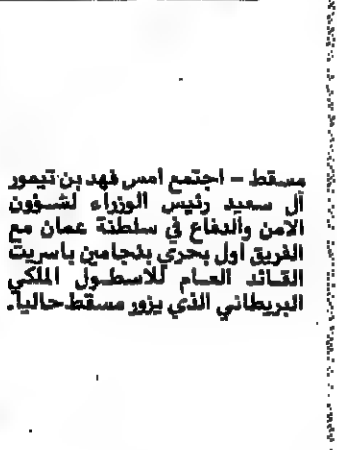 مسقط - اجتمع امس فهد بن تيمور
آل سعيد رئيس الوزراء لشؤون
الامن والدفاع في سلطنة عمان مع
الفريق اول بحري بنجامين باسريت
القائد العام للاسطول الملكي
البريطاني الذي يزور مسقط حالياً.